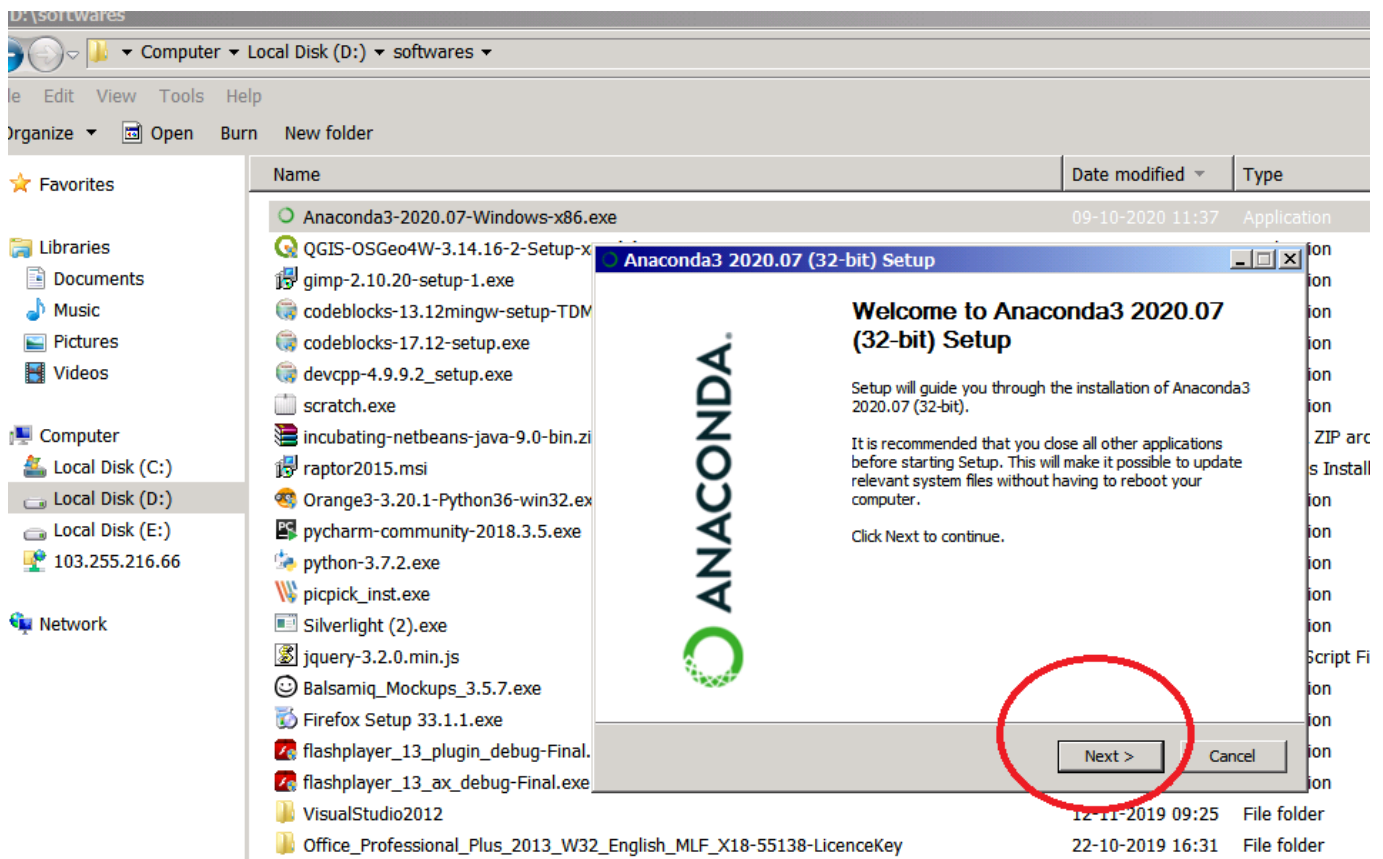 D:\softwares
Computer Local Disk (D:) softwares
Edit View Tools Help
Organize Open Burn New folder
Name Date modified Type
Favorites
Libraries
Documents
Music
Pictures
Videos
Computer
Local Disk (C:)
Local Disk (D:)
Local Disk (E:)
103.255.216.66
Network
Anaconda3-2020.07-Windows-x86.exe 09-10-2020 11:37 Application
QGIS-OSGeo4W-3.14.16-2-Setup-x
gimp-2.10.20-setup-1.exe
codeblocks-13.12mingw-setup-TDM
codeblocks-17.12-setup.exe
devcpp-4.9.9.2_setup.exe
scratch.exe
incubating-netbeans-java-9.0-bin.zi ZIP arc
raptor2015.msi s Install
Orange3-3.20.1-Python36-win32.ex
pycharm-community-2018.3.5.exe
python-3.7.2.exe
picpick_inst.exe
Silverlight (2).exe
jquery-3.2.0.min.js Script Fi
Balsamiq_Mockups_3.5.7.exe
Firefox Setup 33.1.1.exe
flashplayer_13_plugin_debug-Final.
flashplayer_13_ax_debug-Final.exe
VisualStudio2012 12-11-2019 09:25 File folder
Office_Professional_Plus_2013_W32_English_MLF_X18-55138-LicenceKey 22-10-2019 16:31 File folder
Anaconda3 2020.07 (32-bit) Setup
ANACONDA.
Welcome to Anaconda3 2020.07
(32-bit) Setup
Setup will guide you through the installation of Anaconda3
2020.07 (32-bit).
It is recommended that you close all other applications
before starting Setup. This will make it possible to update
relevant system files without having to reboot your
computer.
Click Next to continue.
Next > Cancel